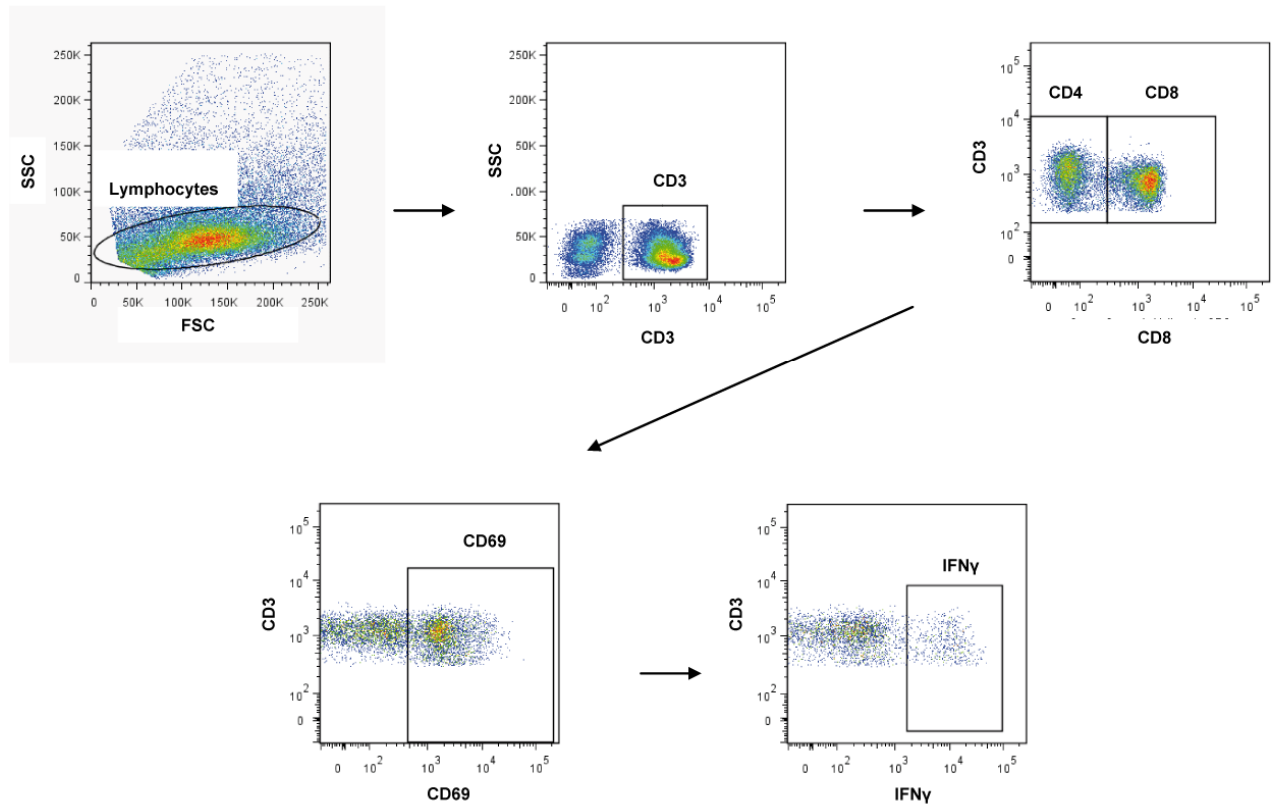 250K
200K
150K
100K
50K
0
SSC
Lymphocytes
0 50K 100K 150K 200K 250K
FSC
250K
200K
150K
.00K
50K
0
SSC
CD3
10² 10³ 10⁴ 10⁵
CD3
10⁵
10⁴
10³
10²
0
CD3
CD4 CD8
0 10² 10³ 10⁴ 10⁵
CD8
10⁵
10⁴
10³
10²
0
CD3
CD69
0 10² 10³ 10⁴ 10⁵
CD69
10⁵
10⁴
10³
10²
0
CD3
IFNγ
0 10² 10³ 10⁴ 10⁵
IFNγ